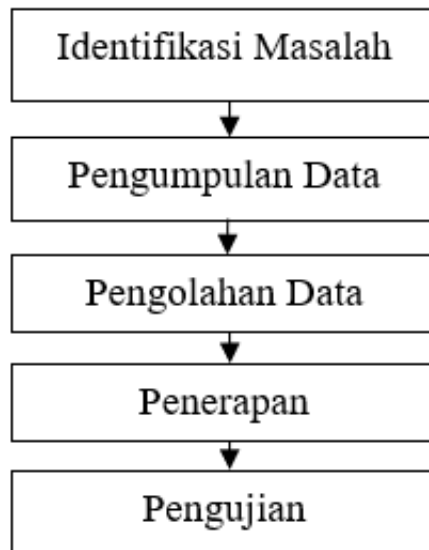 Identifikasi Masalah
Pengumpulan Data
Pengolahan Data
Penerapan
Pengujian